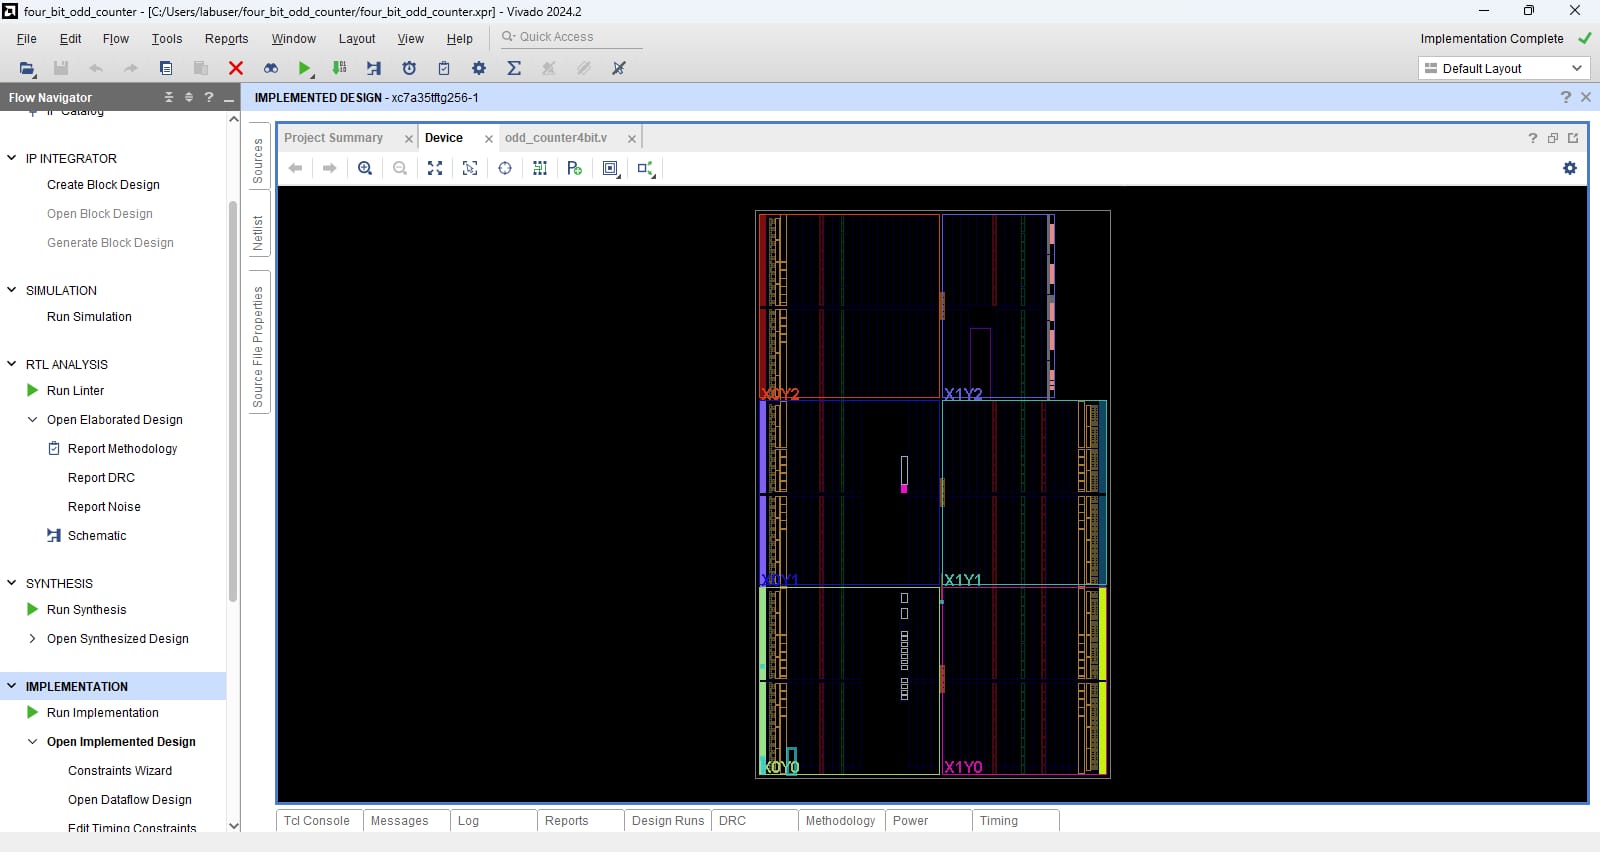 four_bit_odd_counter - [C:/Users/labuser/four_bit_odd_counter/four_bit_odd_counter.xpr] - Vivado 2024.2
File Edit Flow Tools Reports Window Layout View Help Quick Access
Implementation Complete
Default Layout
Flow Navigator
IMPLEMENTED DESIGN - xc7a35tftg256-1
IP Catalog
IP INTEGRATOR
Create Block Design
Open Block Design
Generate Block Design
SIMULATION
Run Simulation
RTL ANALYSIS
Run Linter
Open Elaborated Design
Report Methodology
Report DRC
Report Noise
Schematic
SYNTHESIS
Run Synthesis
Open Synthesized Design
IMPLEMENTATION
Run Implementation
Open Implemented Design
Constraints Wizard
Open Dataflow Design
Edit Timing Constraints
Sources
Netlist
Source File Properties
Project Summary
Device
odd_counter4bit.v
X0Y2
X1Y2
X0Y1
X1Y1
X0Y0
X1Y0
Tcl Console
Messages
Log
Reports
Design Runs
DRC
Methodology
Power
Timing